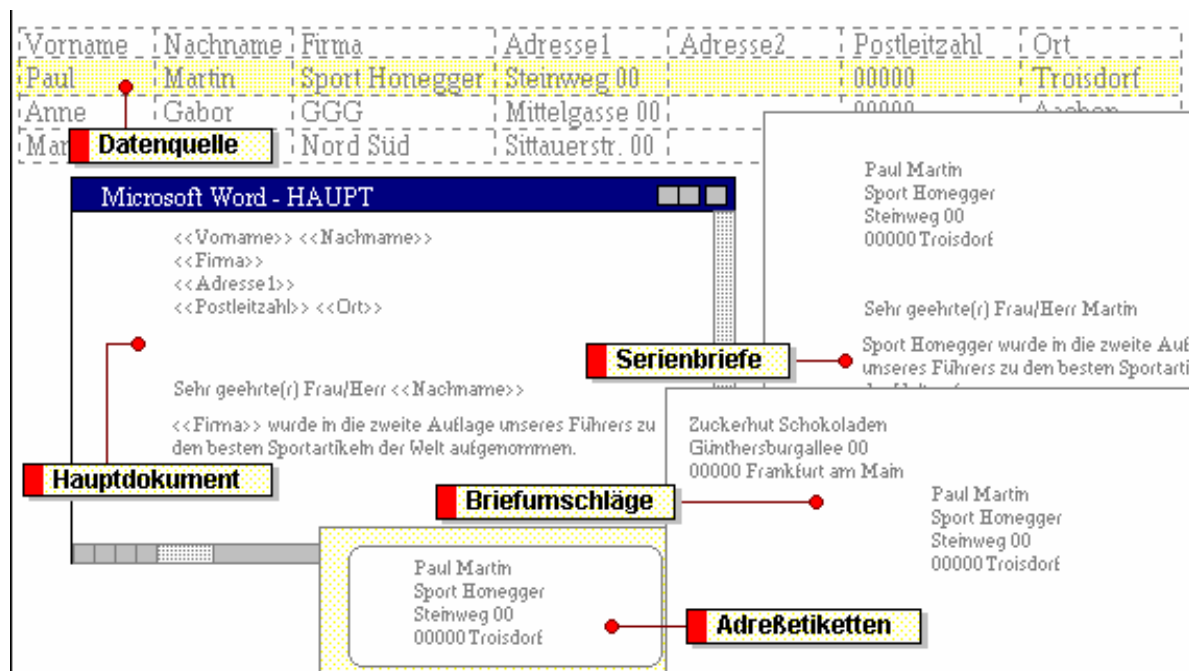 Vorname Nachname Firma Adresse1 Adresse2 Postleitzahl Ort
Paul Martin Sport Honegger Steinweg 00 00000 Troisdorf
Anne Gabor GGG Mittelgasse 00 00000 Aachen
Mar Nord Süd Sittauerstr. 00
Datenquelle
Microsoft Word - HAUPT
<<Vorname>> <<Nachname>>
<<Firma>>
<<Adresse1>>
<<Postleitzahl>> <<Ort>>
Sehr geehrte(r) Frau/Herr <<Nachname>>
<<Firma>> wurde in die zweite Auflage unseres Führers zu
den besten Sportartikeln der Welt aufgenommen.
Hauptdokument
Paul Martin
Sport Honegger
Steinweg 00
00000 Troisdorf
Sehr geehrte(r) Frau/Herr Martin
Sport Honegger wurde in die zweite Auf
unseres Führers zu den besten Sportarti
Serienbriefe
Zuckerhut Schokoladen
Günthersburgallee 00
00000 Frankfurt am Main
Paul Martin
Sport Honegger
Steinweg 00
00000 Troisdorf
Briefumschläge
Paul Martin
Sport Honegger
Steinweg 00
00000 Troisdorf
Adreßetiketten